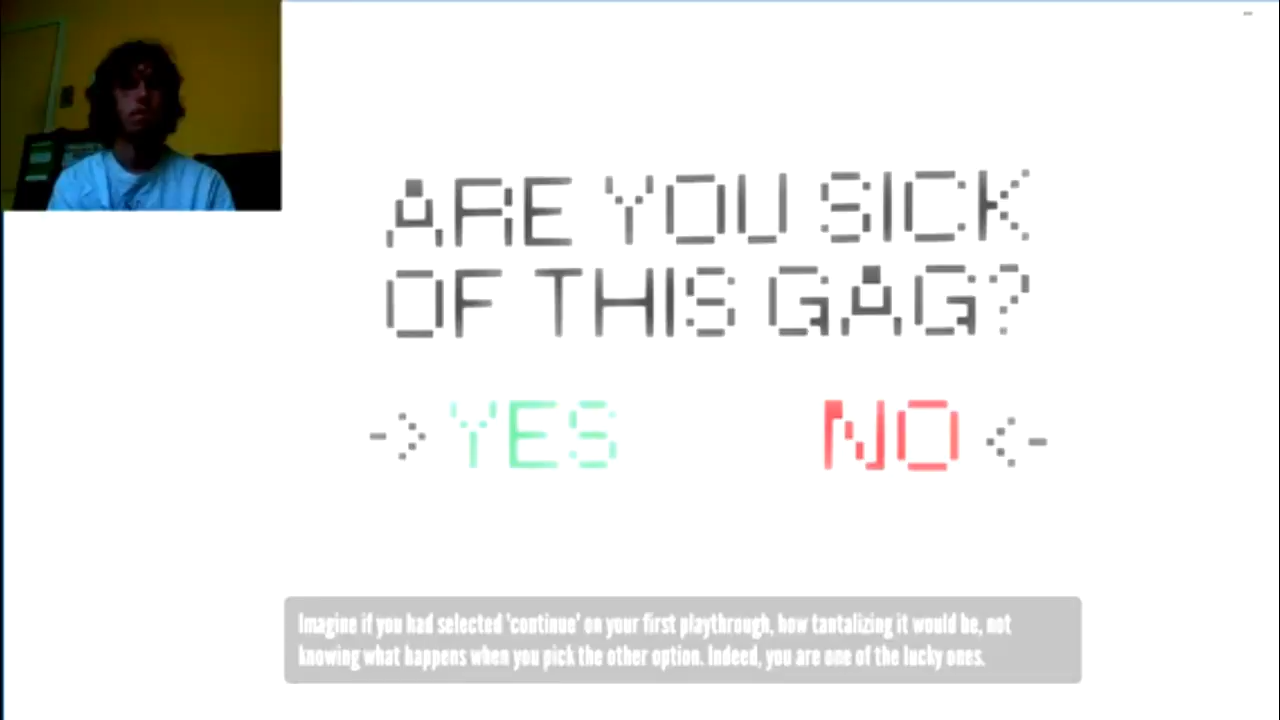 ARE YOU SICK
OF THIS GAG?
-> YES NO <-
Imagine if you had selected 'continue' on your first playthrough, how tantalizing it would be, not
knowing what happens when you pick the other option. Indeed, you are one of the lucky ones.